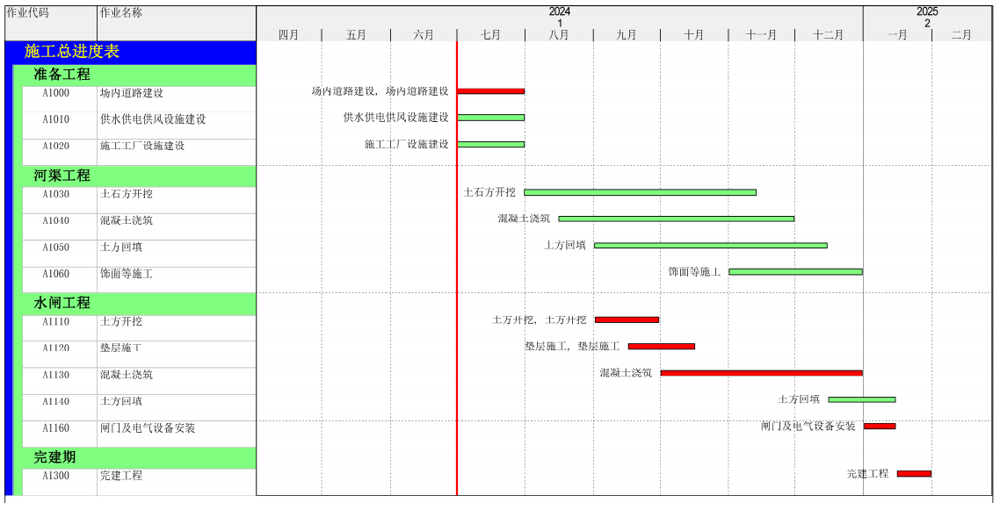 作业代码 作业名称 2024 2025
1 2
四月 五月 六月 七月 八月 九月 十月 十一月 十二月 一月 二月
施工总进度表
准备工程
A1000 场内道路建设 场内道路建设, 场内道路建设
A1010 供水供电供风设施建设 供水供电供风设施建设
A1020 施工工厂设施建设 施工工厂设施建设
河渠工程
A1030 土石方开挖 土石方开挖
A1040 混凝土浇筑 混凝土浇筑
A1050 土方回填 土方回填
A1060 饰面等施工 饰面等施工
水闸工程
A1110 土方开挖 土方开挖, 土方开挖
A1120 垫层施工 垫层施工, 垫层施工
A1130 混凝土浇筑 混凝土浇筑
A1140 土方回填 土方回填
A1160 闸门及电气设备安装 闸门及电气设备安装
完建期
A1300 完建工程 完建工程